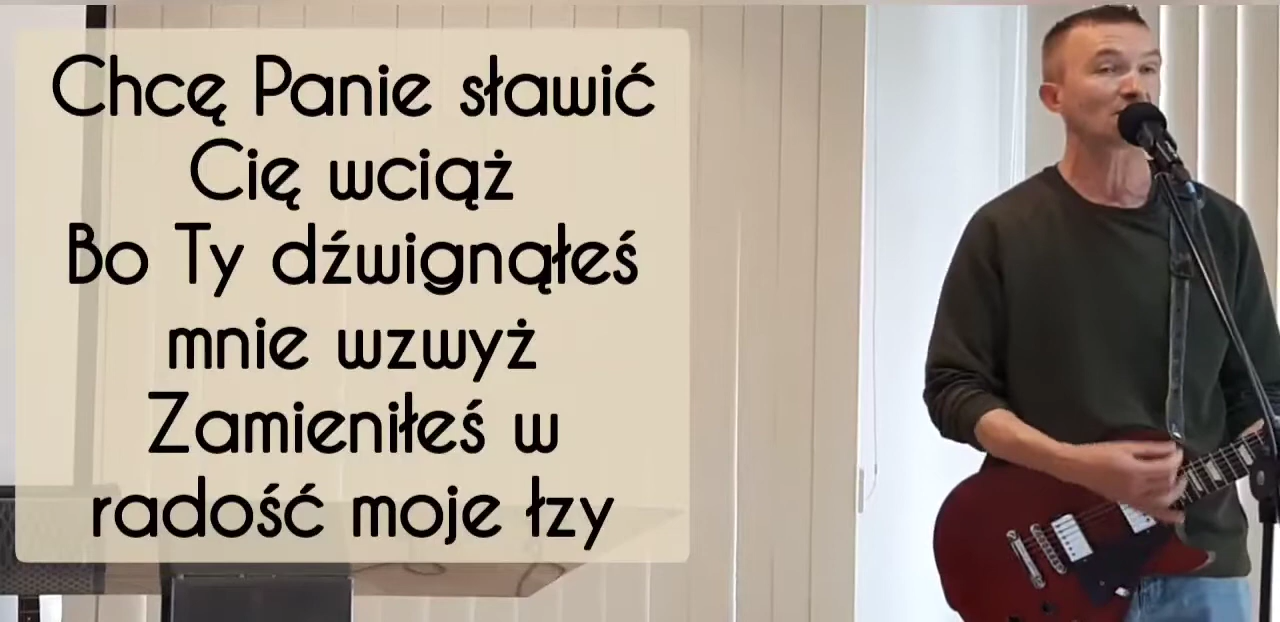 Chcę Panie sławić
Cię wciąż
Bo Ty dźwignąłeś
mnie wzwyż
Zamieniłeś w
radość moje łzy